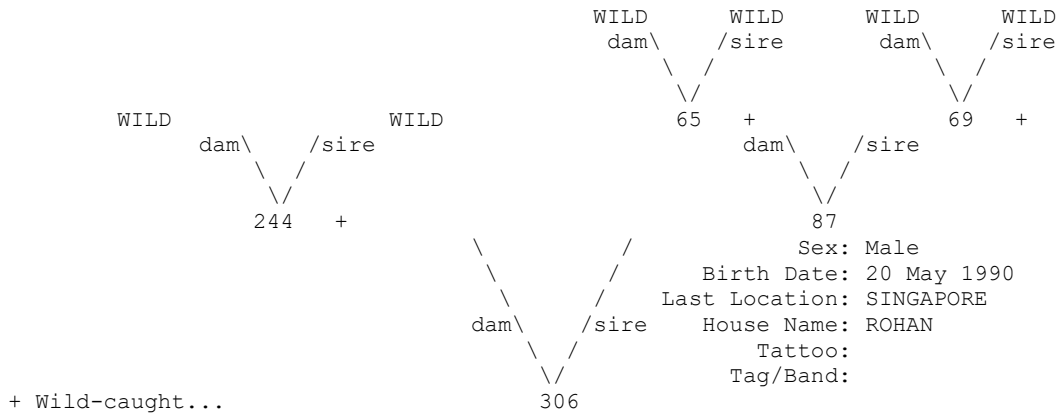 WILD WILD WILD WILD
dam\ /sire dam\ /sire
\ / \ /
\/ \/
WILD WILD 65 + 69 +
dam\ /sire dam\ /sire
\ / \ /
\/ \/
244 + 87
\ / Sex: Male
\ / Birth Date: 20 May 1990
\ / Last Location: SINGAPORE
dam\ /sire House Name: ROHAN
\ / Tattoo:
\/ Tag/Band:
+ Wild-caught... 306